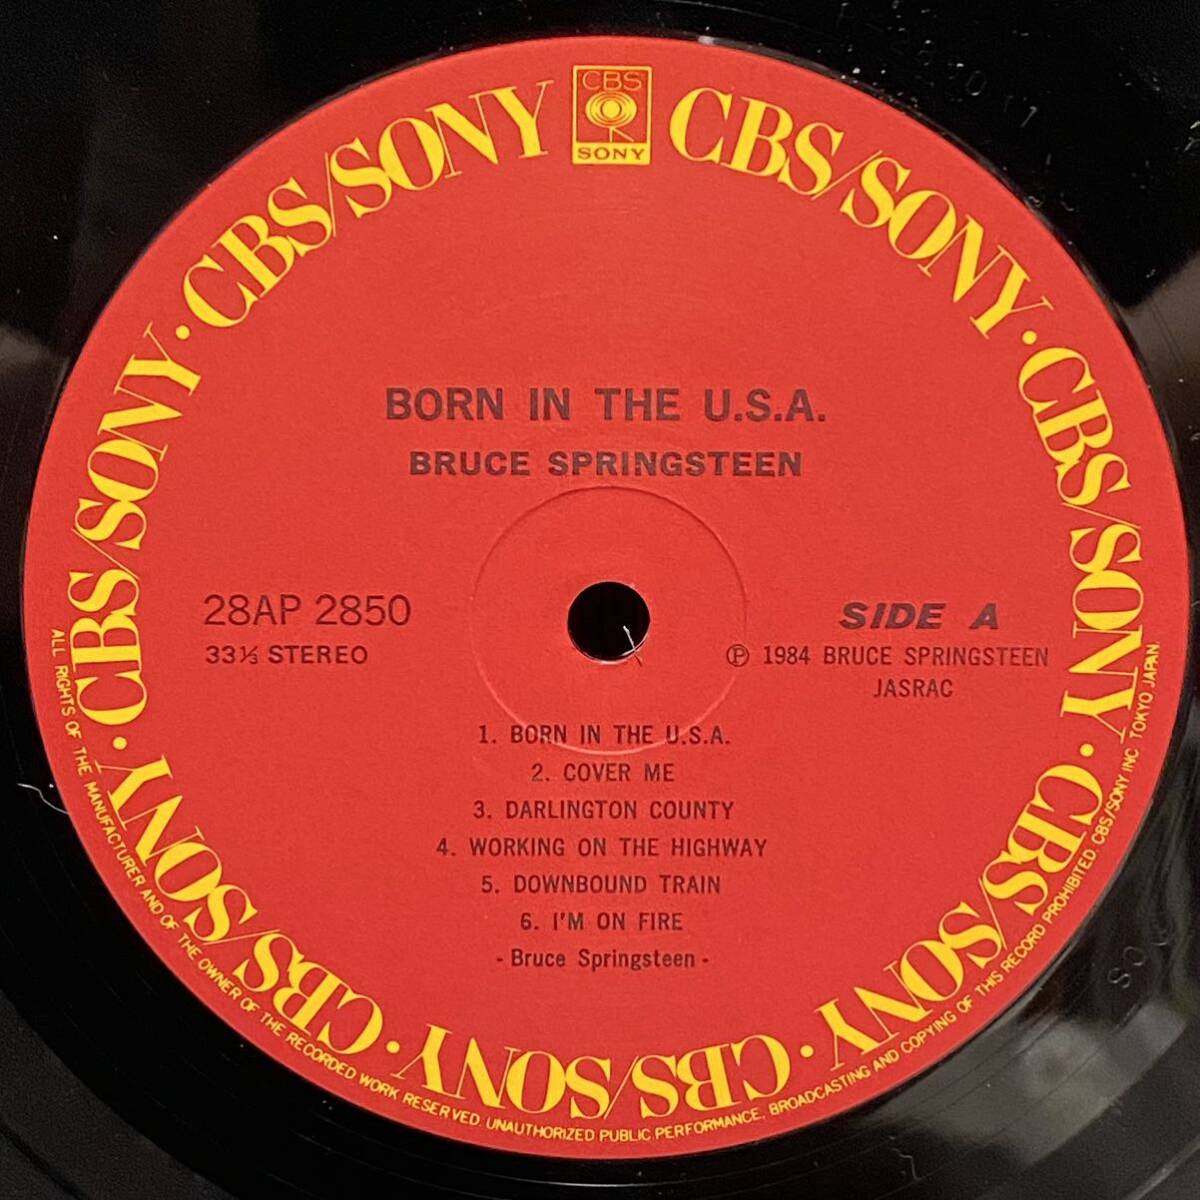 CBS
SONY
CBS/SONY · CBS/SONY · CBS/SONY · CBS/SONY · CBS/SONY · CBS/SONY · CBS/SONY · CBS/SONY
BORN IN THE U.S.A.
BRUCE SPRINGSTEEN
28AP 2850
33⅓ STEREO
SIDE A
Ⓟ 1984 BRUCE SPRINGSTEEN
JASRAC
1. BORN IN THE U.S.A.
2. COVER ME
3. DARLINGTON COUNTY
4. WORKING ON THE HIGHWAY
5. DOWNBOUND TRAIN
6. I'M ON FIRE
- Bruce Springsteen -
ALL RIGHTS OF THE MANUFACTURER AND OF THE OWNER OF THE RECORDED WORK RESERVED. UNAUTHORIZED PUBLIC PERFORMANCE, BROADCASTING AND COPYING OF THIS RECORD PROHIBITED. CBS/SONY INC. TOKYO JAPAN.